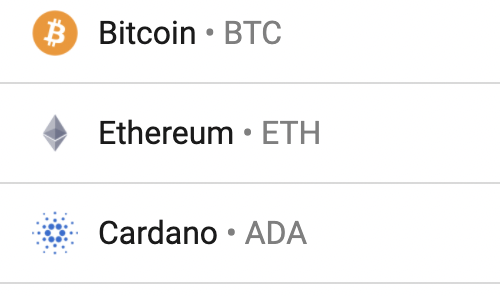 Bitcoin • BTC
Ethereum • ETH
Cardano • ADA